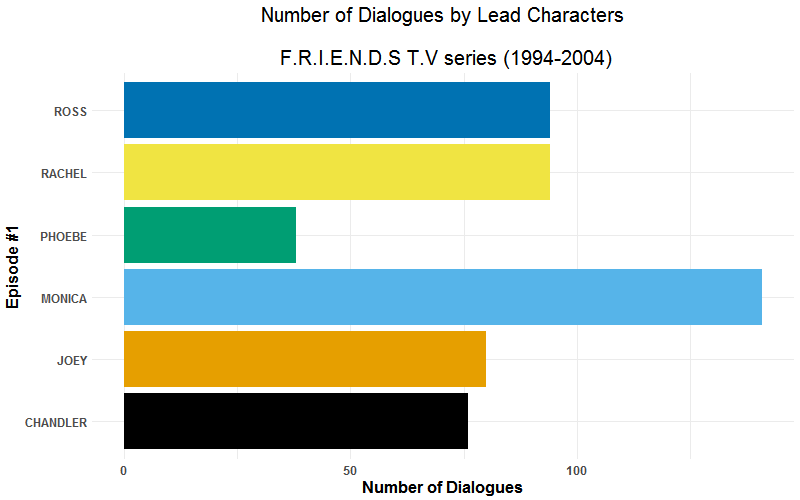 Number of Dialogues by Lead Characters
F.R.I.E.N.D.S T.V series (1994-2004)
Episode #1
ROSS
RACHEL
PHOEBE
MONICA
JOEY
CHANDLER
0 50 100
Number of Dialogues